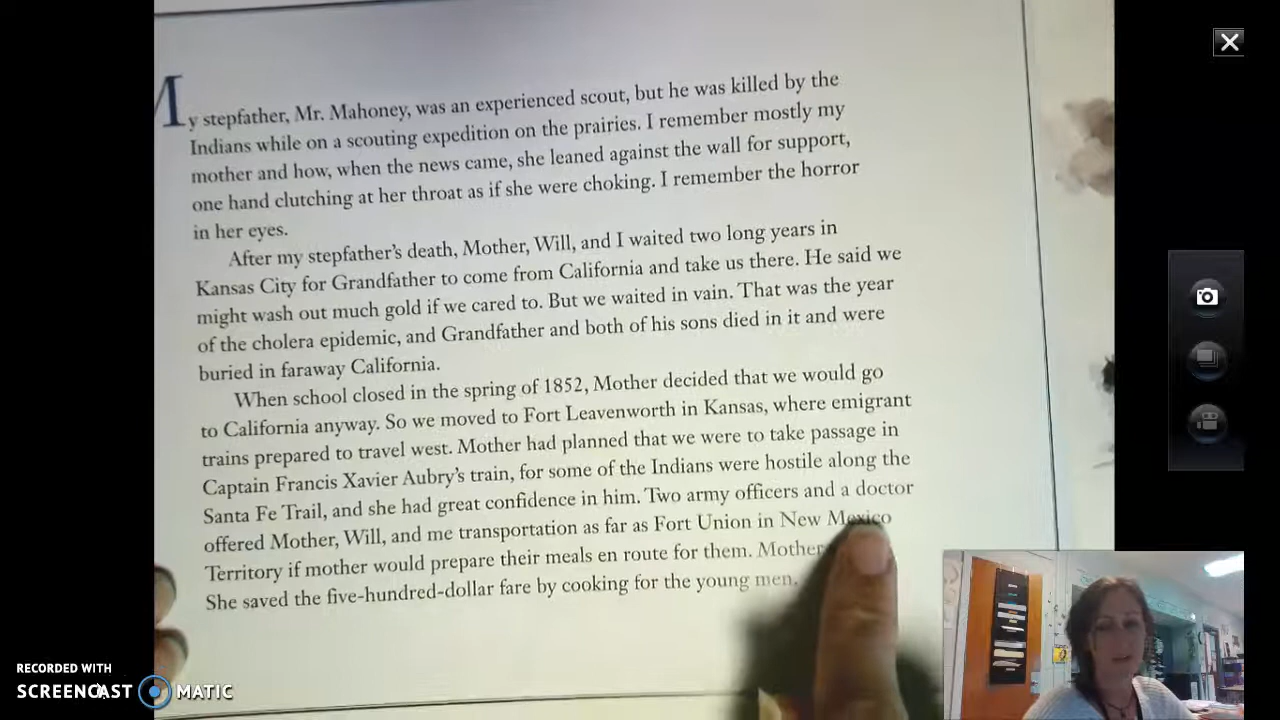 My stepfather, Mr. Mahoney, was an experienced scout, but he was killed by the
Indians while on a scouting expedition on the prairies. I remember mostly my
mother and how, when the news came, she leaned against the wall for support,
one hand clutching at her throat as if she were choking. I remember the horror
in her eyes.
After my stepfather's death, Mother, Will, and I waited two long years in
Kansas City for Grandfather to come from California and take us there. He said we
might wash out much gold if we cared to. But we waited in vain. That was the year
of the cholera epidemic, and Grandfather and both of his sons died in it and were
buried in faraway California.
When school closed in the spring of 1852, Mother decided that we would go
to California anyway. So we moved to Fort Leavenworth in Kansas, where emigrant
trains prepared to travel west. Mother had planned that we were to take passage in
Captain Francis Xavier Aubry's train, for some of the Indians were hostile along the
Santa Fe Trail, and she had great confidence in him. Two army officers and a doctor
offered Mother, Will, and me transportation as far as Fort Union in New Mexico
Territory if mother would prepare their meals en route for them. Mother
She saved the five-hundred-dollar fare by cooking for the young men.
RECORDED WITH
SCREENCAST MATIC